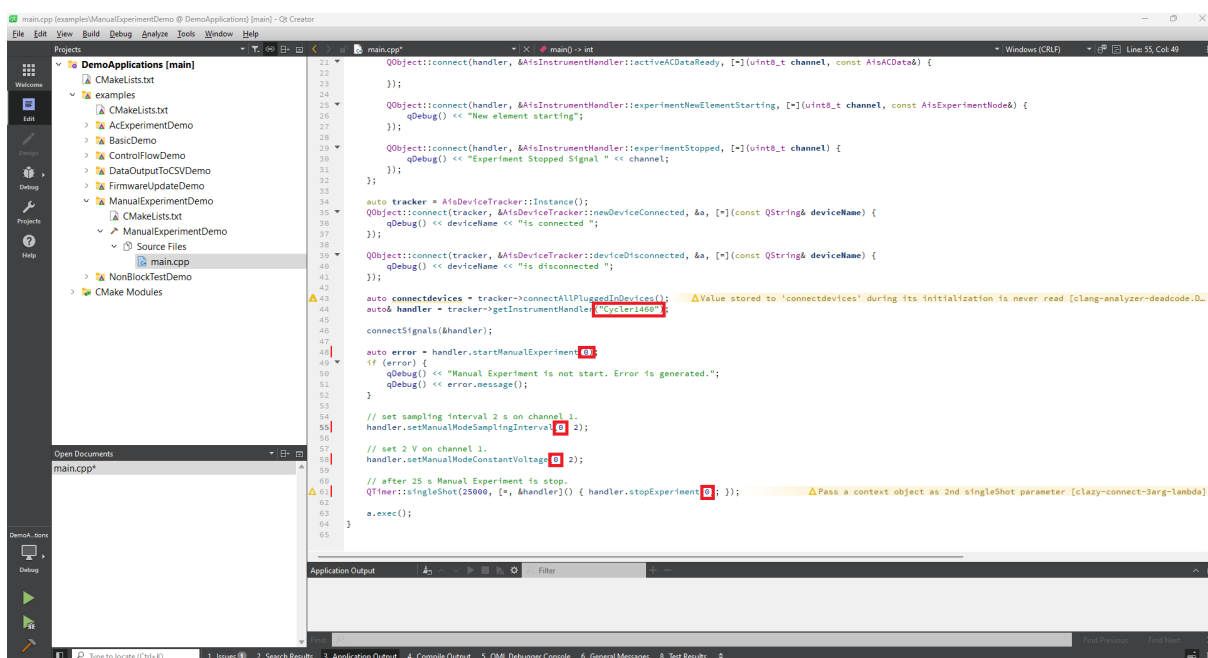 main.cpp (examples\ManualExperimentDemo @ DemoApplications) [main] - Qt Creator
File Edit View Build Debug Analyze Tools Window Help
Projects
main.cpp*
main() -> int
Windows (CRLF)
Line: 55, Col: 49
Welcome
Edit
Design
Debug
Projects
Help
DemoApplications [main]
CMakeLists.txt
examples
CMakeLists.txt
AcExperimentDemo
BasicDemo
ControlFlowDemo
DataOutputToCSVDemo
FirmwareUpdateDemo
ManualExperimentDemo
CMakeLists.txt
ManualExperimentDemo
Source Files
main.cpp
NonBlockTestDemo
CMake Modules
Open Documents
main.cpp*
21 QObject::connect(handler, &AisInstrumentHandler::activeACDataReady, [=](uint8_t channel, const AisACData&) {
22
23 });
24
25 QObject::connect(handler, &AisInstrumentHandler::experimentNewElementStarting, [=](uint8_t channel, const AisExperimentNode&) {
26 qDebug() << "New element starting";
27 });
28
29 QObject::connect(handler, &AisInstrumentHandler::experimentStopped, [=](uint8_t channel) {
30 qDebug() << "Experiment Stopped Signal " << channel;
31 });
32 };
33
34 auto tracker = AisDeviceTracker::Instance();
35 QObject::connect(tracker, &AisDeviceTracker::newDeviceConnected, &a, [=](const QString& deviceName) {
36 qDebug() << deviceName << "is connected ";
37 });
38
39 QObject::connect(tracker, &AisDeviceTracker::deviceDisconnected, &a, [=](const QString& deviceName) {
40 qDebug() << deviceName << "is disconnected ";
41 });
42
43 auto connectdevices = tracker->connectAllPluggedInDevices(); Value stored to 'connectdevices' during its initialization is never read [clang-analyzer-deadcode.D...
44 auto& handler = tracker->getInstrumentHandler("Cycler1460");
45
46 connectSignals(&handler);
47
48 auto error = handler.startManualExperiment(0);
49 if (error) {
50 qDebug() << "Manual Experiment is not start. Error is generated.";
51 qDebug() << error.message();
52 }
53
54 // set sampling interval 2 s on channel 1.
55 handler.setManualModeSamplingInterval(0, 2);
56
57 // set 2 V on channel 1.
58 handler.setManualModeConstantVoltage(0, 2);
59
60 // after 25 s Manual Experiment is stop.
61 QTimer::singleShot(25000, [=, &handler]() { handler.stopExperiment(0); }); Pass a context object as 2nd singleShot parameter [clazy-connect-3arg-lambda]
62
63 a.exec();
64 }
65
DemoA...tions
Debug
Application Output
Filter
Find:
Find Previous Find Next
Type to locate (Ctrl+K)
1 Issues 1 2 Search Results 3 Application Output 4 Compile Output 5 QML Debugger Console 6 General Messages 8 Test Results